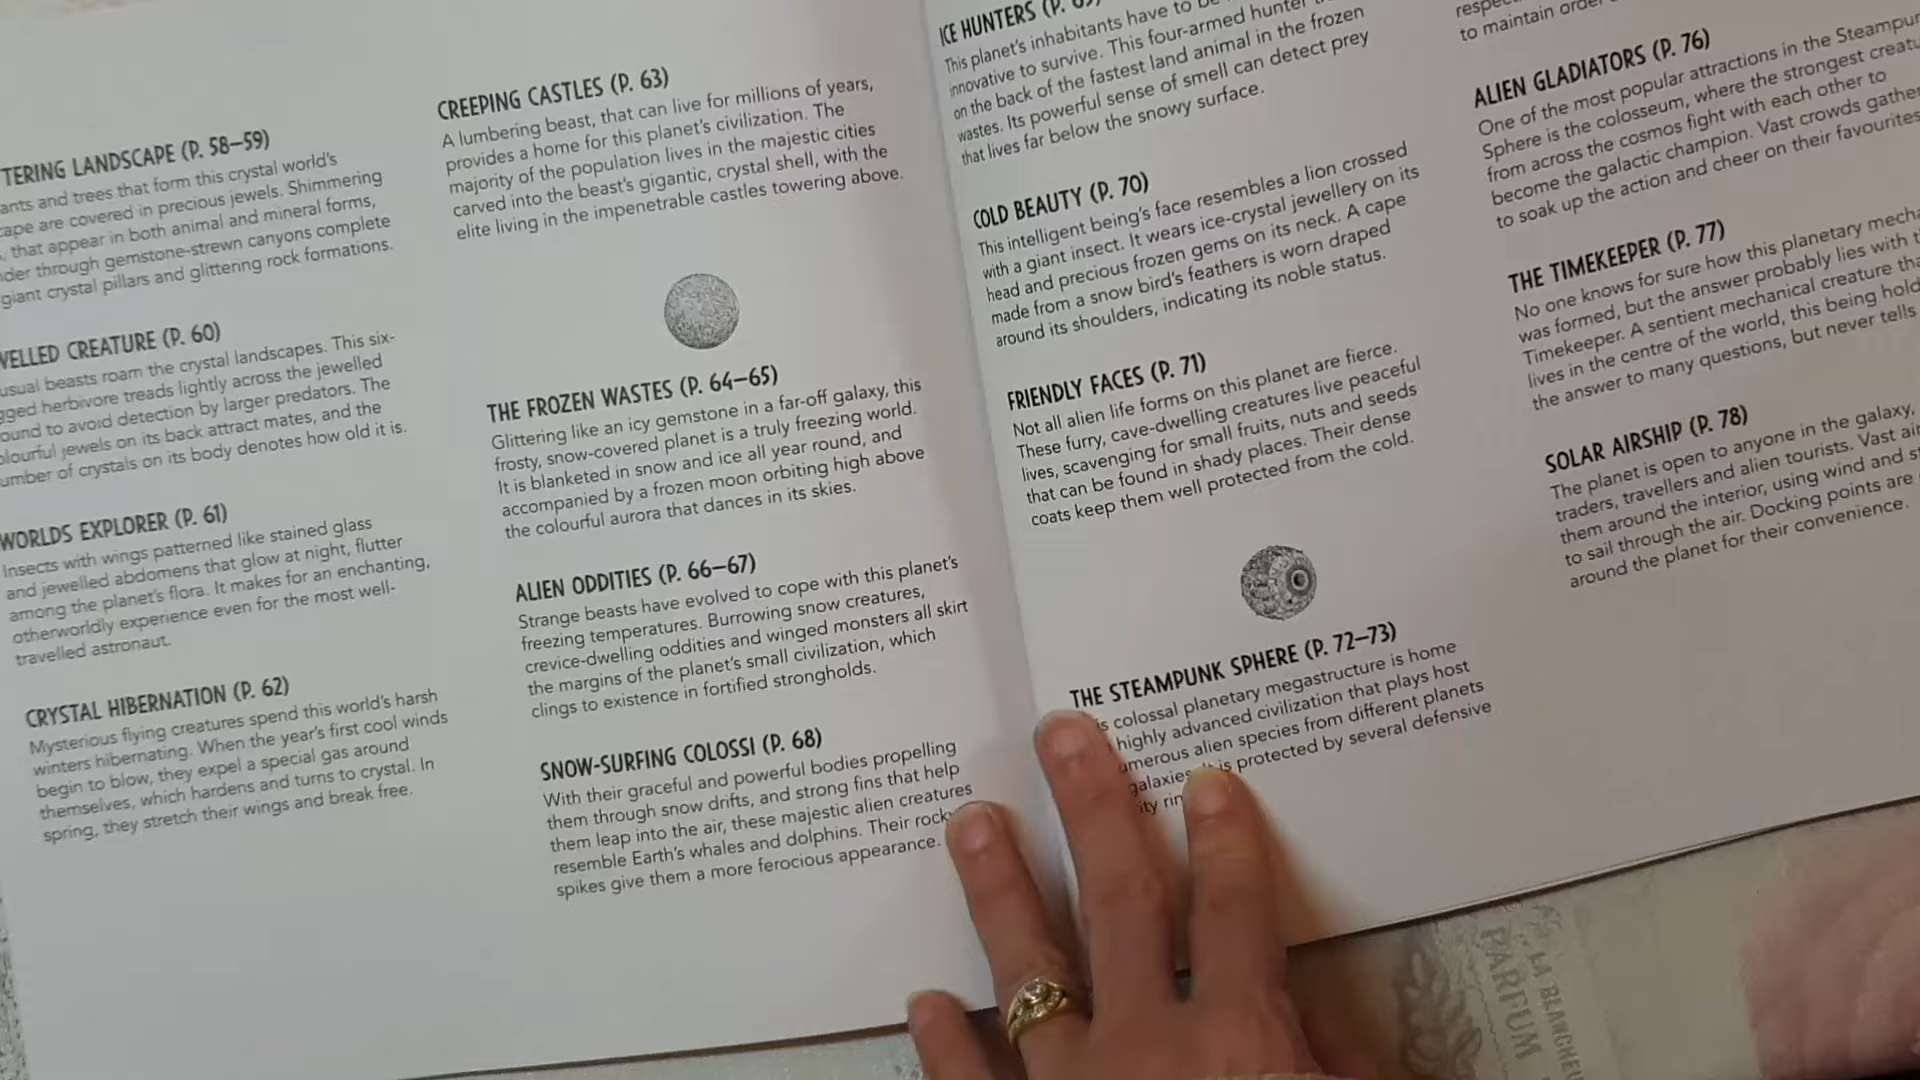 TERING LANDSCAPE (P. 58–59)
ants and trees that form this crystal world's
ape are covered in precious jewels. Shimmering
, that appear in both animal and mineral forms,
der through gemstone-strewn canyons complete
giant crystal pillars and glittering rock formations.
WELLED CREATURE (P. 60)
usual beasts roam the crystal landscapes. This six-
gged herbivore treads lightly across the jewelled
ound to avoid detection by larger predators. The
olourful jewels on its back attract mates, and the
umber of crystals on its body denotes how old it is.
WORLDS EXPLORER (P. 61)
Insects with wings patterned like stained glass
and jewelled abdomens that glow at night, flutter
among the planet's flora. It makes for an enchanting,
otherworldly experience even for the most well-
travelled astronaut.
CRYSTAL HIBERNATION (P. 62)
Mysterious flying creatures spend this world's harsh
winters hibernating. When the year's first cool winds
begin to blow, they expel a special gas around
themselves, which hardens and turns to crystal. In
spring, they stretch their wings and break free.
CREEPING CASTLES (P. 63)
A lumbering beast, that can live for millions of years,
provides a home for this planet's civilization. The
majority of the population lives in the majestic cities
carved into the beast's gigantic, crystal shell, with the
elite living in the impenetrable castles towering above.
THE FROZEN WASTES (P. 64–65)
Glittering like an icy gemstone in a far-off galaxy, this
frosty, snow-covered planet is a truly freezing world.
It is blanketed in snow and ice all year round, and
accompanied by a frozen moon orbiting high above
the colourful aurora that dances in its skies.
ALIEN ODDITIES (P. 66–67)
Strange beasts have evolved to cope with this planet's
freezing temperatures. Burrowing snow creatures,
crevice-dwelling oddities and winged monsters all skirt
the margins of the planet's small civilization, which
clings to existence in fortified strongholds.
SNOW-SURFING COLOSSI (P. 68)
With their graceful and powerful bodies propelling
them through snow drifts, and strong fins that help
them leap into the air, these majestic alien creatures
resemble Earth's whales and dolphins. Their rock
spikes give them a more ferocious appearance.
ICE HUNTERS (P.
This planet's inhabitants have to
innovative to survive. This four-armed hunter
on the back of the fastest land animal in the frozen
wastes. Its powerful sense of smell can detect prey
that lives far below the snowy surface.
COLD BEAUTY (P. 70)
This intelligent being's face resembles a lion crossed
with a giant insect. It wears ice-crystal jewellery on its
head and precious frozen gems on its neck. A cape
made from a snow bird's feathers is worn draped
around its shoulders, indicating its noble status.
FRIENDLY FACES (P. 71)
Not all alien life forms on this planet are fierce.
These furry, cave-dwelling creatures live peaceful
lives, scavenging for small fruits, nuts and seeds
that can be found in shady places. Their dense
coats keep them well protected from the cold.
THE STEAMPUNK SPHERE (P. 72–73)
is colossal planetary megastructure is home
highly advanced civilization that plays host
umerous alien species from different planets
galaxies. It is protected by several defensive
ity rin
to maintain order
ALIEN GLADIATORS (P. 76)
One of the most popular attractions in the Steampun
Sphere is the colosseum, where the strongest creatu
from across the cosmos fight with each other to
become the galactic champion. Vast crowds gather
to soak up the action and cheer on their favourites
THE TIMEKEEPER (P. 77)
No one knows for sure how this planetary mecha
was formed, but the answer probably lies with t
Timekeeper. A sentient mechanical creature tha
lives in the centre of the world, this being hold
the answer to many questions, but never tells
SOLAR AIRSHIP (P. 78)
The planet is open to anyone in the galaxy,
traders, travellers and alien tourists. Vast air
them around the interior, using wind and s
to sail through the air. Docking points are
around the planet for their convenience.
LA BLANCHEU
PARFUM